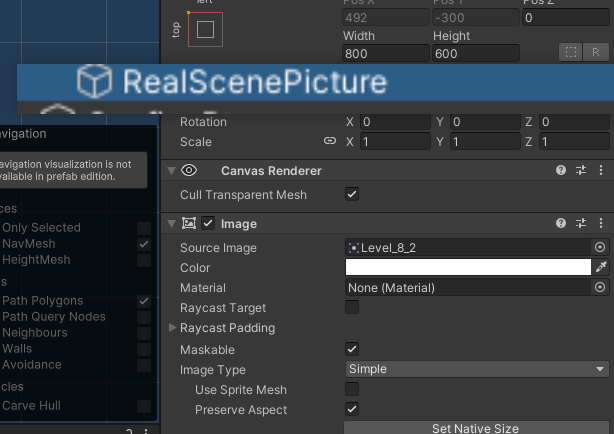 left
Pos X Pos Y Pos Z
top
492 -300 0
Width Height
800 600
R
RealScenePicture
Rotation X 0 Y 0 Z 0
Scale X 1 Y 1 Z 1
Canvas Renderer
Cull Transparent Mesh
Image
Source Image Level_8_2
Color
Material None (Material)
Raycast Target
Raycast Padding
Maskable
Image Type Simple
Use Sprite Mesh
Preserve Aspect
Set Native Size
avigation
avigation visualization is not
vailable in prefab edition.
ces
Only Selected
NavMesh
HeightMesh
s
Path Polygons
Path Query Nodes
Neighbours
Walls
Avoidance
cles
Carve Hull
2